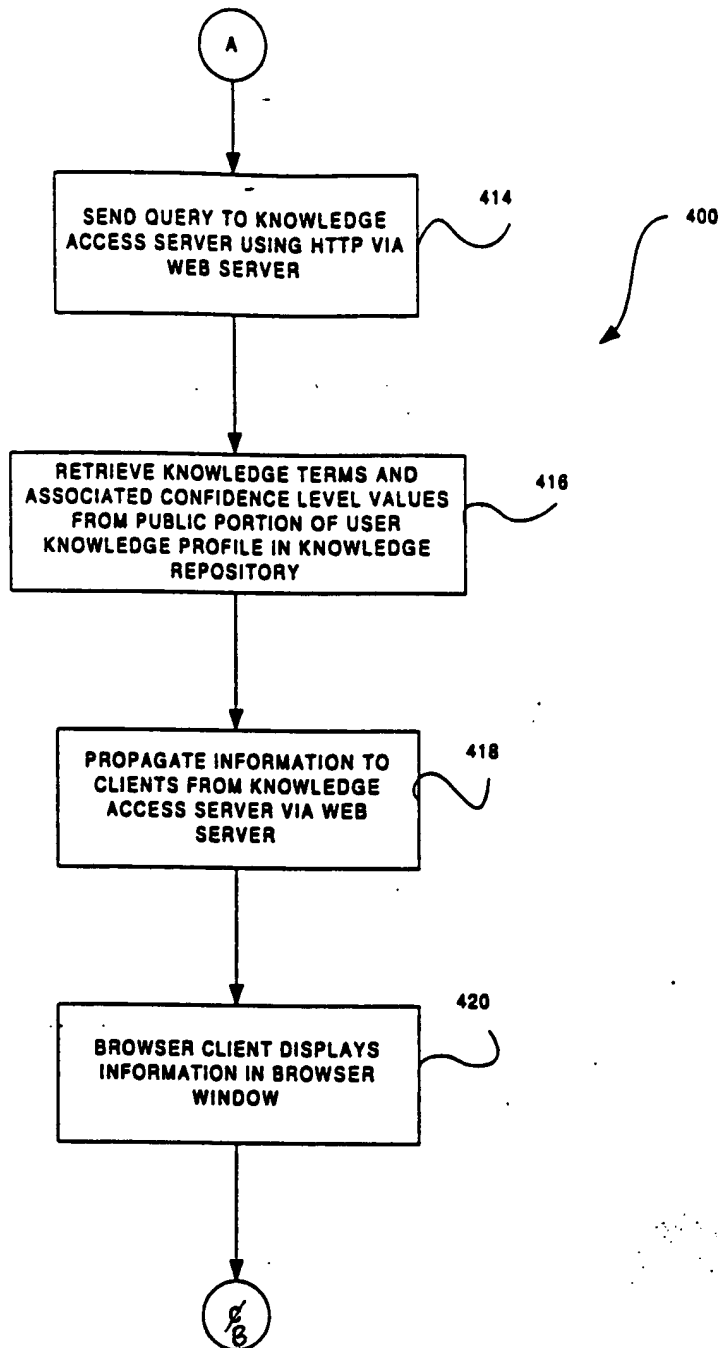 A
SEND QUERY TO KNOWLEDGE
ACCESS SERVER USING HTTP VIA
WEB SERVER
414
400
RETRIEVE KNOWLEDGE TERMS AND
ASSOCIATED CONFIDENCE LEVEL VALUES
FROM PUBLIC PORTION OF USER
KNOWLEDGE PROFILE IN KNOWLEDGE
REPOSITORY
416
PROPAGATE INFORMATION TO
CLIENTS FROM KNOWLEDGE
ACCESS SERVER VIA WEB
SERVER
418
BROWSER CLIENT DISPLAYS
INFORMATION IN BROWSER
WINDOW
420
B